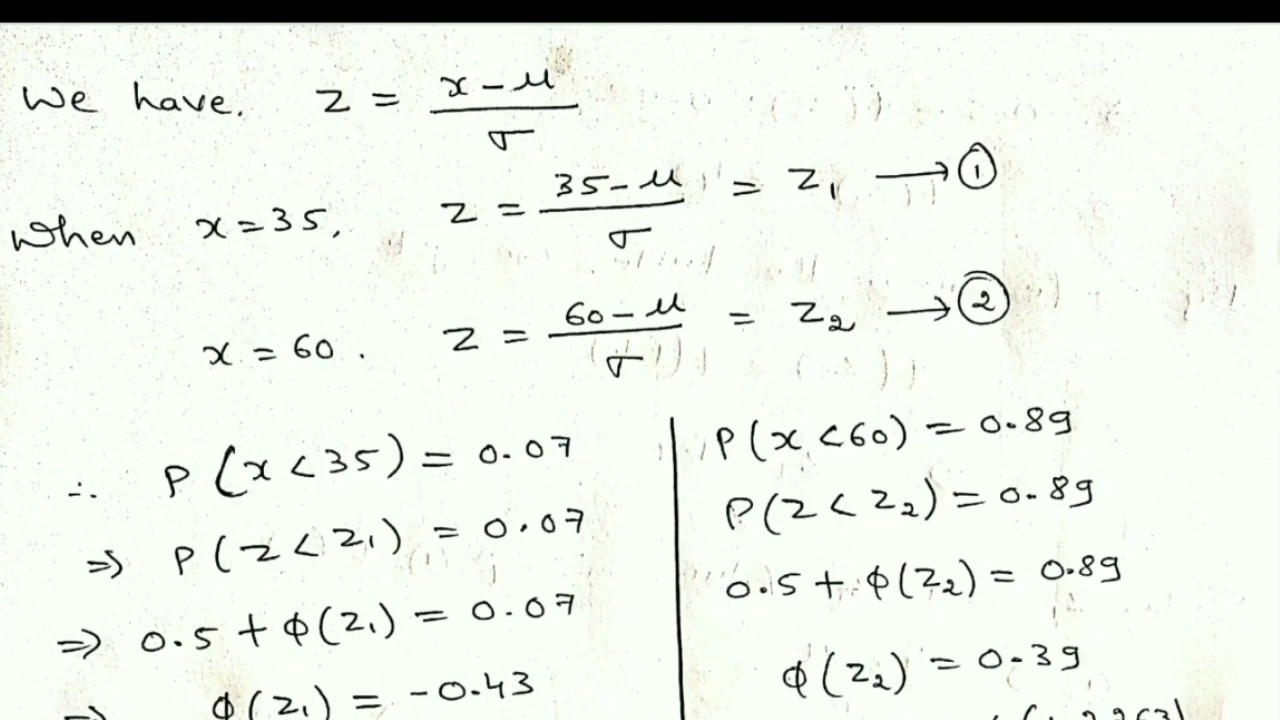 We have. z = (x - μ)/σ
When x = 35, z = (35 - μ)/σ = z₁ → ①
x = 60. z = (60 - μ)/σ = z₂ → ②
∴ P(x < 35) = 0.07
⇒ P(z < z₁) = 0.07
⇒ 0.5 + φ(z₁) = 0.07
⇒ φ(z₁) = -0.43
P(x < 60) = 0.89
P(z < z₂) = 0.89
0.5 + φ(z₂) = 0.89
φ(z₂) = 0.39